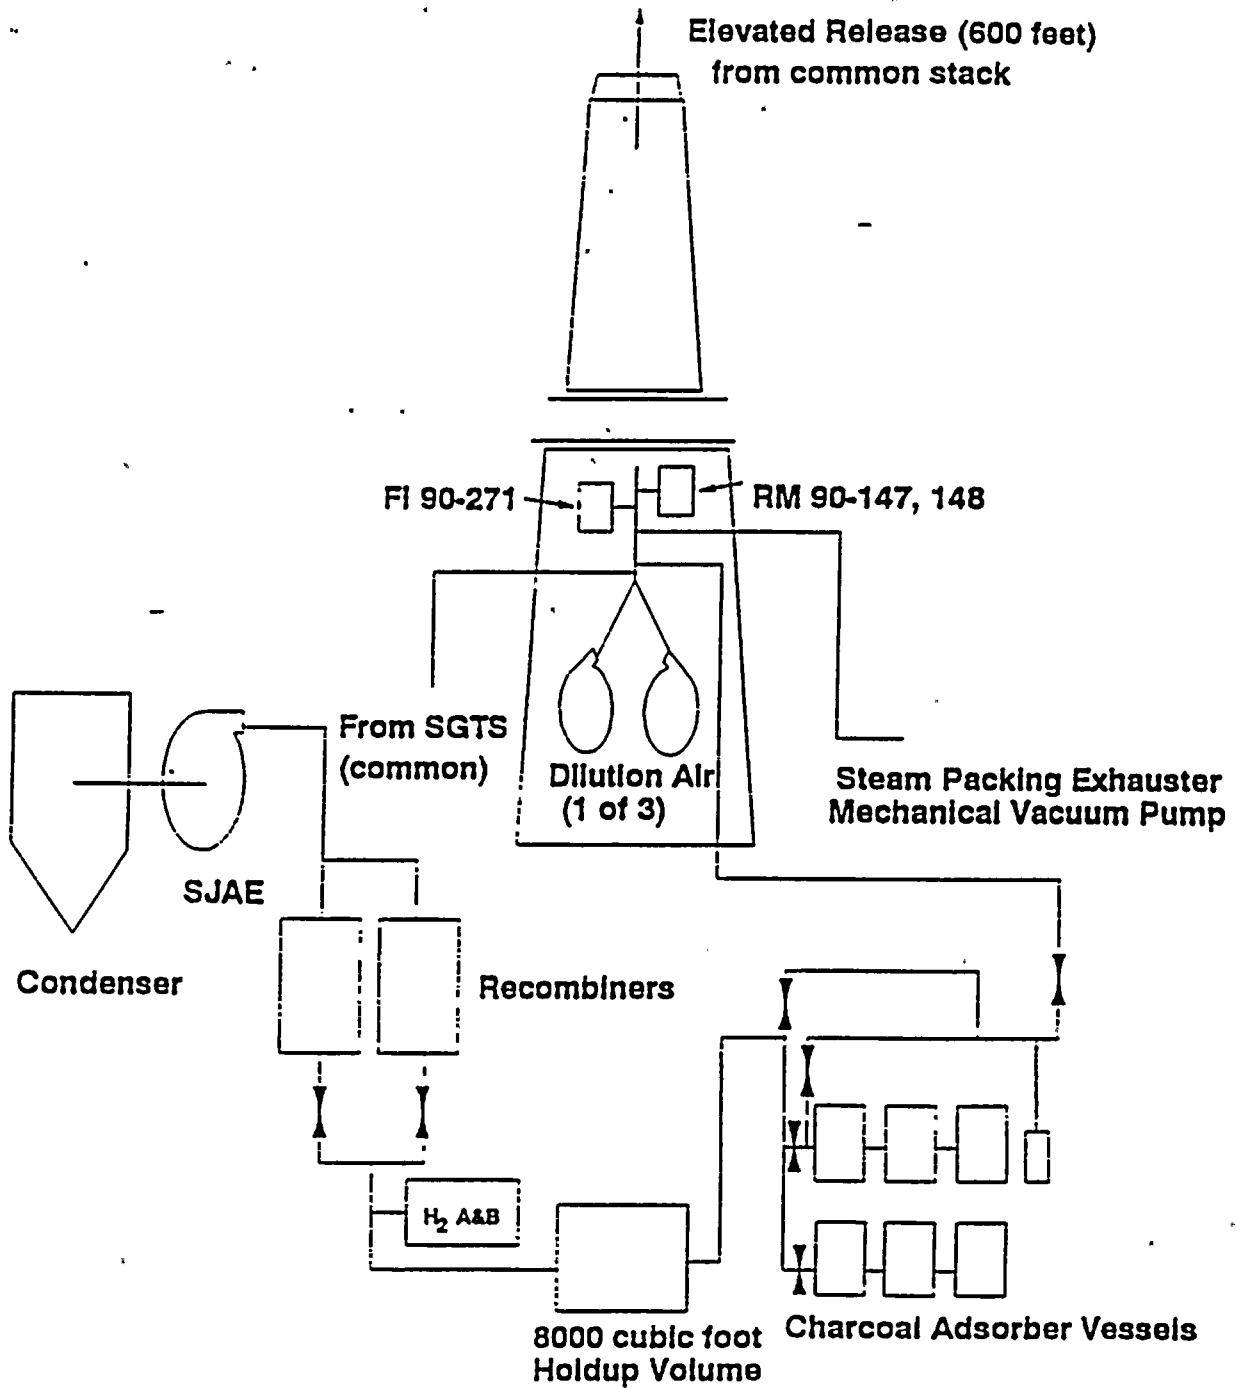 Elevated Release (600 feet)
from common stack
FI 90-271
RM 90-147, 148
From SGTS
(common)
Dilution Air
(1 of 3)
Steam Packing Exhauster
Mechanical Vacuum Pump
SJAE
Condenser
Recombiners
H2 A&B
8000 cubic foot
Holdup Volume
Charcoal Adsorber Vessels